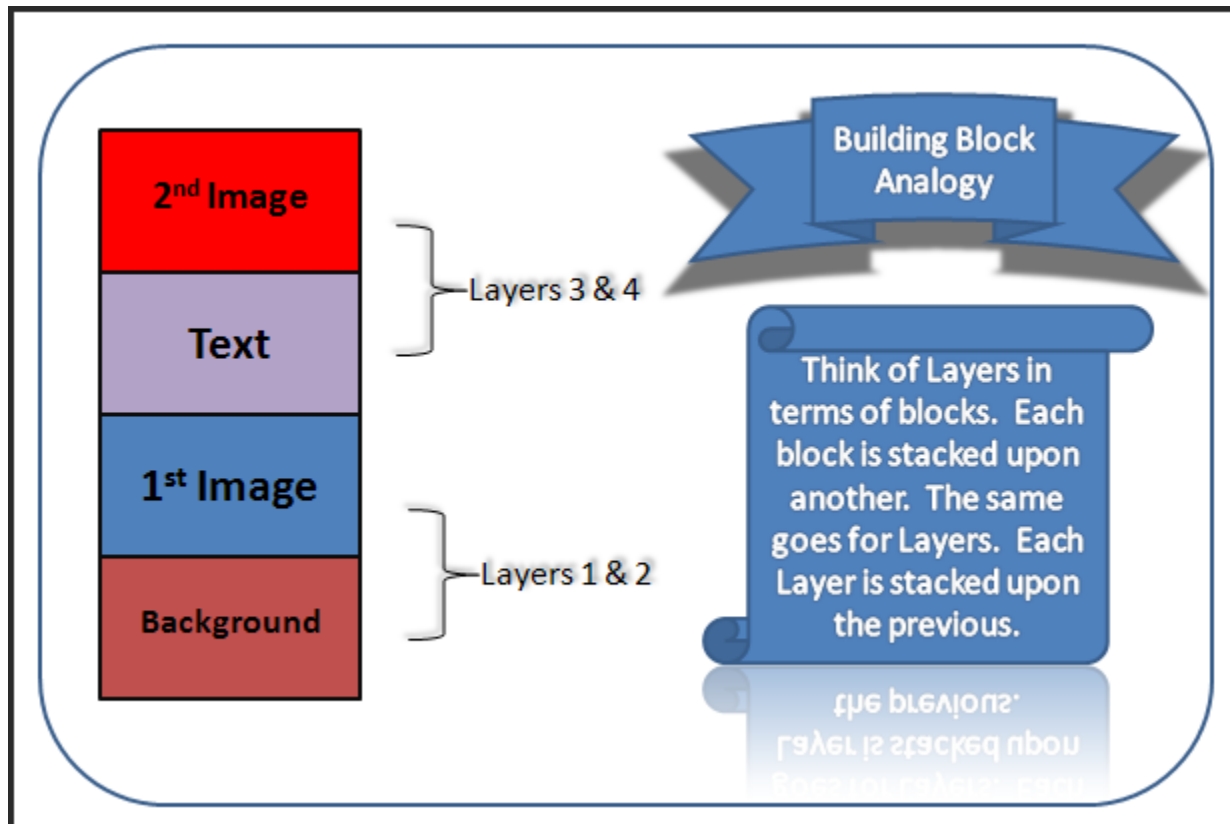 2nd Image
Text
1st Image
Background
Layers 3 & 4
Layers 1 & 2
Building Block
Analogy
Think of Layers in
terms of blocks.  Each
block is stacked upon
another.  The same
goes for Layers.  Each
Layer is stacked upon
the previous.